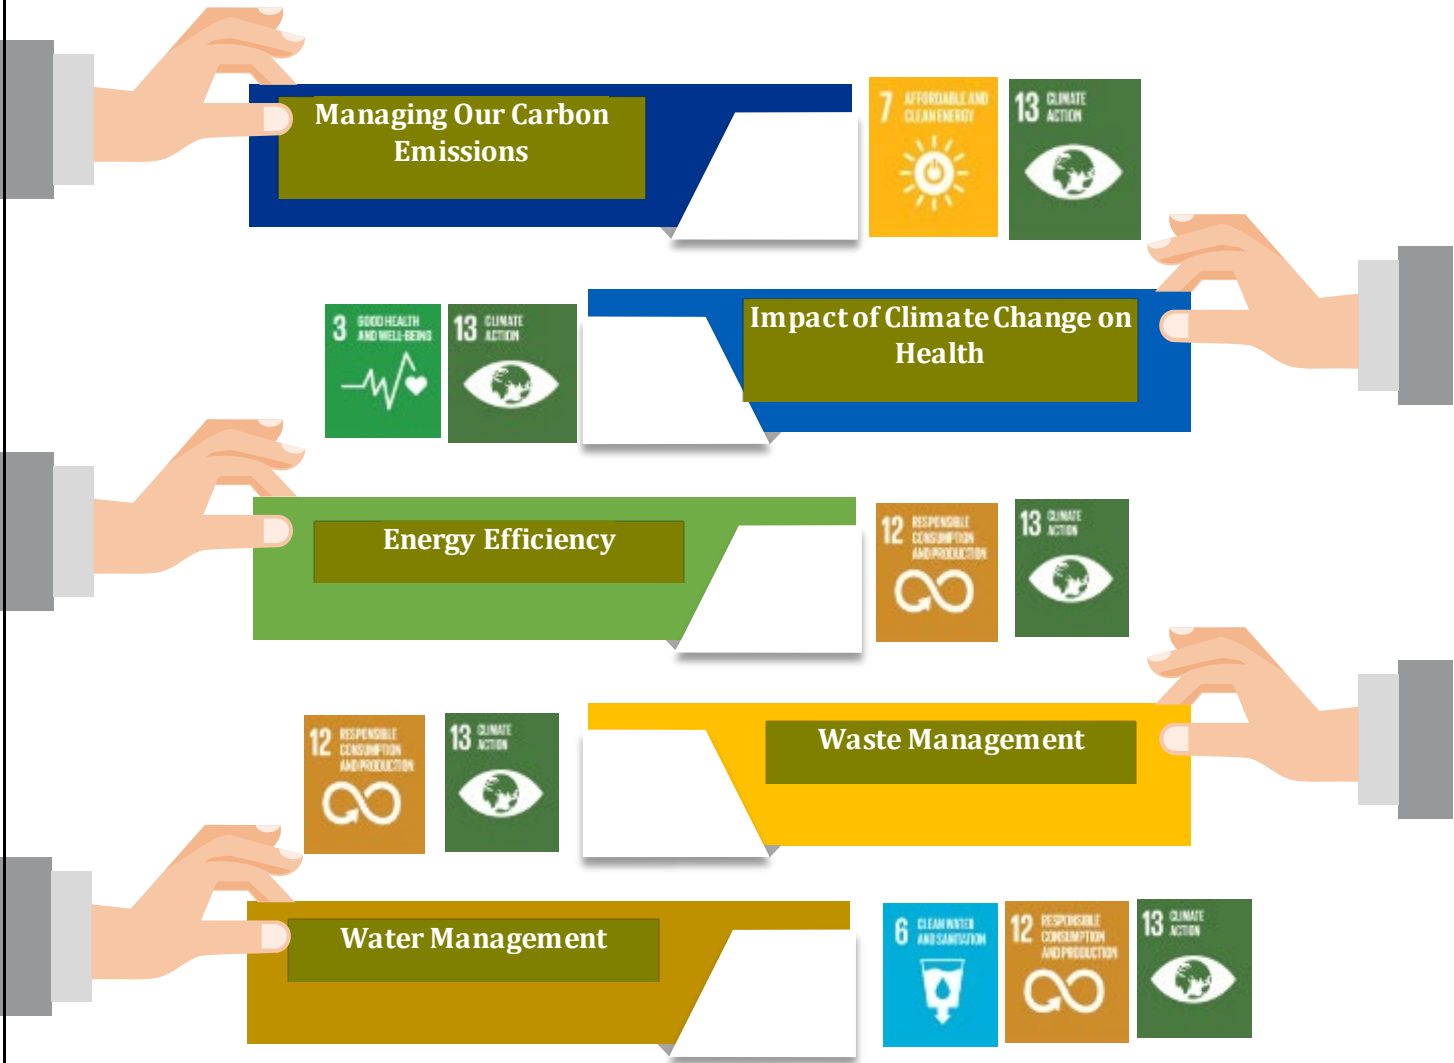 Managing Our Carbon
Emissions
7 AFFORDABLE AND
CLEAN ENERGY
13 CLIMATE
ACTION
3 GOOD HEALTH
AND WELL-BEING
13 CLIMATE
ACTION
Impact of Climate Change on
Health
Energy Efficiency
12 RESPONSIBLE
CONSUMPTION
AND PRODUCTION
13 CLIMATE
ACTION
12 RESPONSIBLE
CONSUMPTION
AND PRODUCTION
13 CLIMATE
ACTION
Waste Management
Water Management
6 CLEAN WATER
AND SANITATION
12 RESPONSIBLE
CONSUMPTION
AND PRODUCTION
13 CLIMATE
ACTION